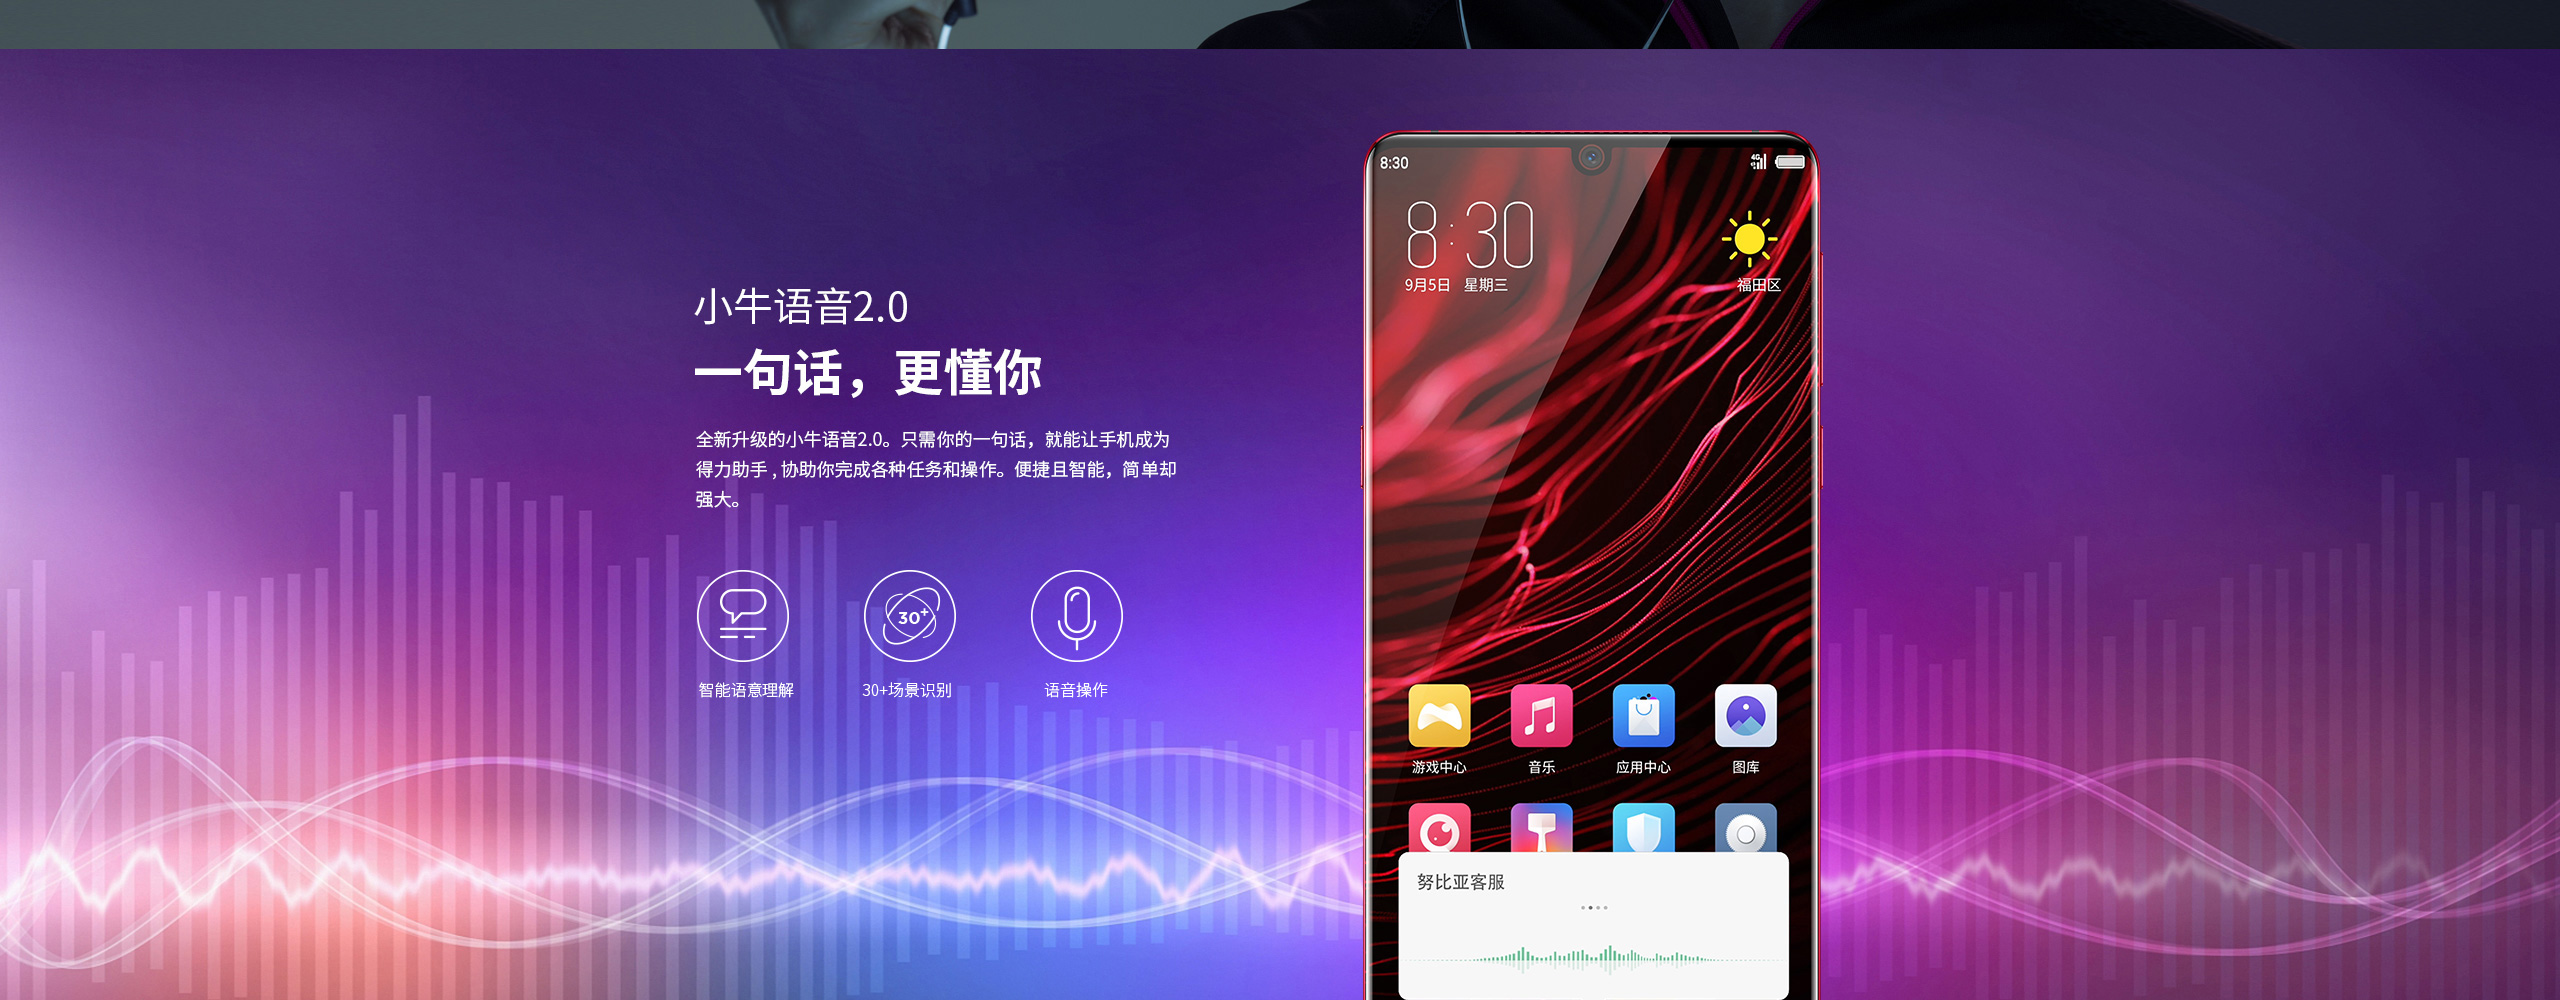 小牛语音2.0
一句话，更懂你
全新升级的小牛语音2.0。只需你的一句话，就能让手机成为
得力助手 , 协助你完成各种任务和操作。便捷且智能，简单却
强大。
30+
智能语意理解
30+场景识别
语音操作
8:30
4G
8:30
9月5日 星期三
福田区
游戏中心
音乐
应用中心
图库
努比亚客服